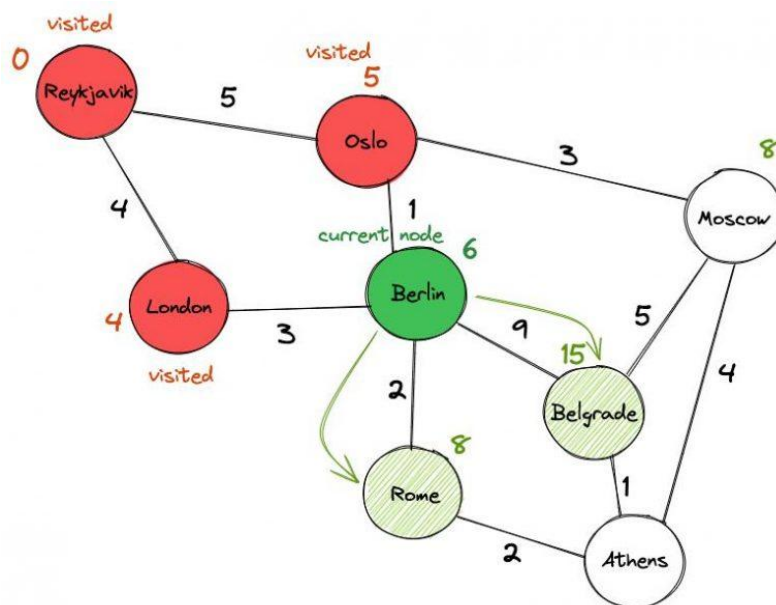 visited
0
Reykjavik
visited
5
5
Oslo
3
8
Moscow
4
1
current node
6
Berlin
London
4
3
visited
9
5
15
4
2
Belgrade
8
Rome
1
2
Athens